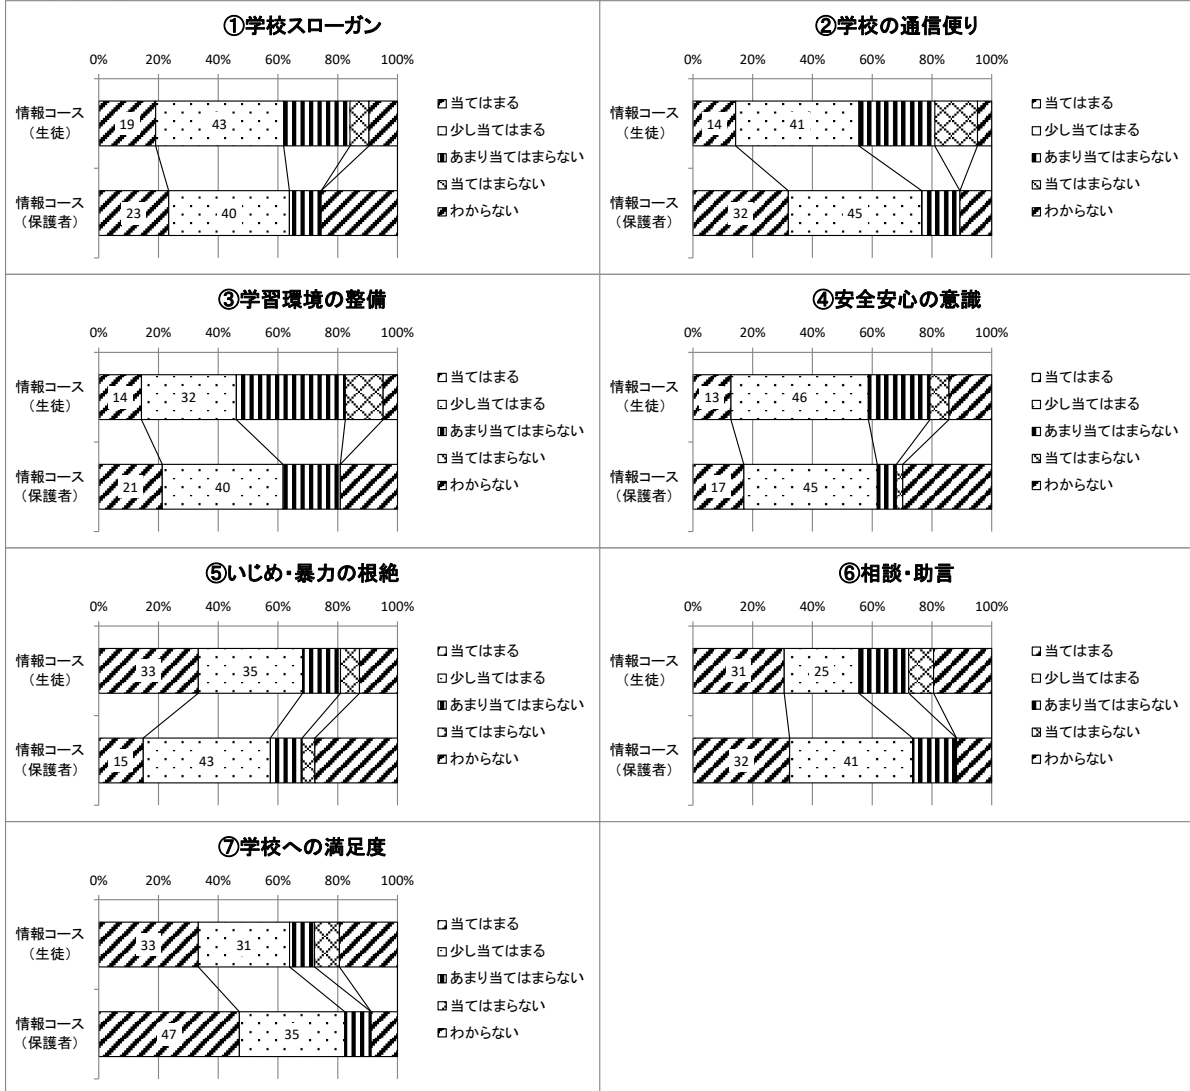 ①学校スローガン
0% 20% 40% 60% 80% 100%
情報コース
（生徒）
19 43
情報コース
（保護者）
23 40
当てはまる
少し当てはまる
あまり当てはまらない
当てはまらない
わからない
②学校の通信便り
0% 20% 40% 60% 80% 100%
情報コース
（生徒）
14 41
情報コース
（保護者）
32 45
当てはまる
少し当てはまる
あまり当てはまらない
当てはまらない
わからない
③学習環境の整備
0% 20% 40% 60% 80% 100%
情報コース
（生徒）
14 32
情報コース
（保護者）
21 40
当てはまる
少し当てはまる
あまり当てはまらない
当てはまらない
わからない
④安全安心の意識
0% 20% 40% 60% 80% 100%
情報コース
（生徒）
13 46
情報コース
（保護者）
17 45
当てはまる
少し当てはまる
あまり当てはまらない
当てはまらない
わからない
⑤いじめ・暴力の根絶
0% 20% 40% 60% 80% 100%
情報コース
（生徒）
33 35
情報コース
（保護者）
15 43
当てはまる
少し当てはまる
あまり当てはまらない
当てはまらない
わからない
⑥相談・助言
0% 20% 40% 60% 80% 100%
情報コース
（生徒）
31 25
情報コース
（保護者）
32 41
当てはまる
少し当てはまる
あまり当てはまらない
当てはまらない
わからない
⑦学校への満足度
0% 20% 40% 60% 80% 100%
情報コース
（生徒）
33 31
情報コース
（保護者）
47 35
当てはまる
少し当てはまる
あまり当てはまらない
当てはまらない
わからない